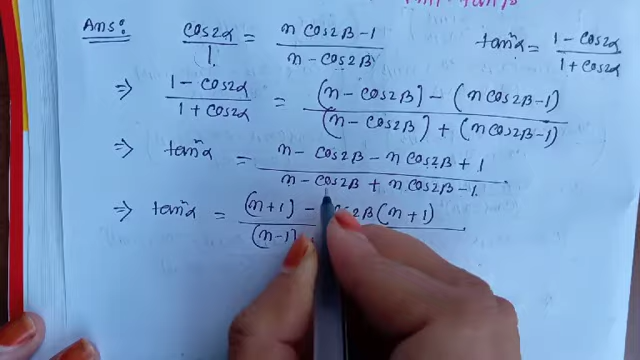 Ans: cos2α/1 = n cos2β-1/n - cos2β tan²α = 1 - cos2α/1 + cos2α
⇒ 1 - cos2α/1 + cos2α = (n - cos2β) - (n cos2β-1)/(n - cos2β) + (n cos2β-1)
⇒ tan²α = n - cos2β - n cos2β + 1/n - cos2β + n cos2β - 1
⇒ tan²α = (n+1) - cos2β (n+1)/(n-1)